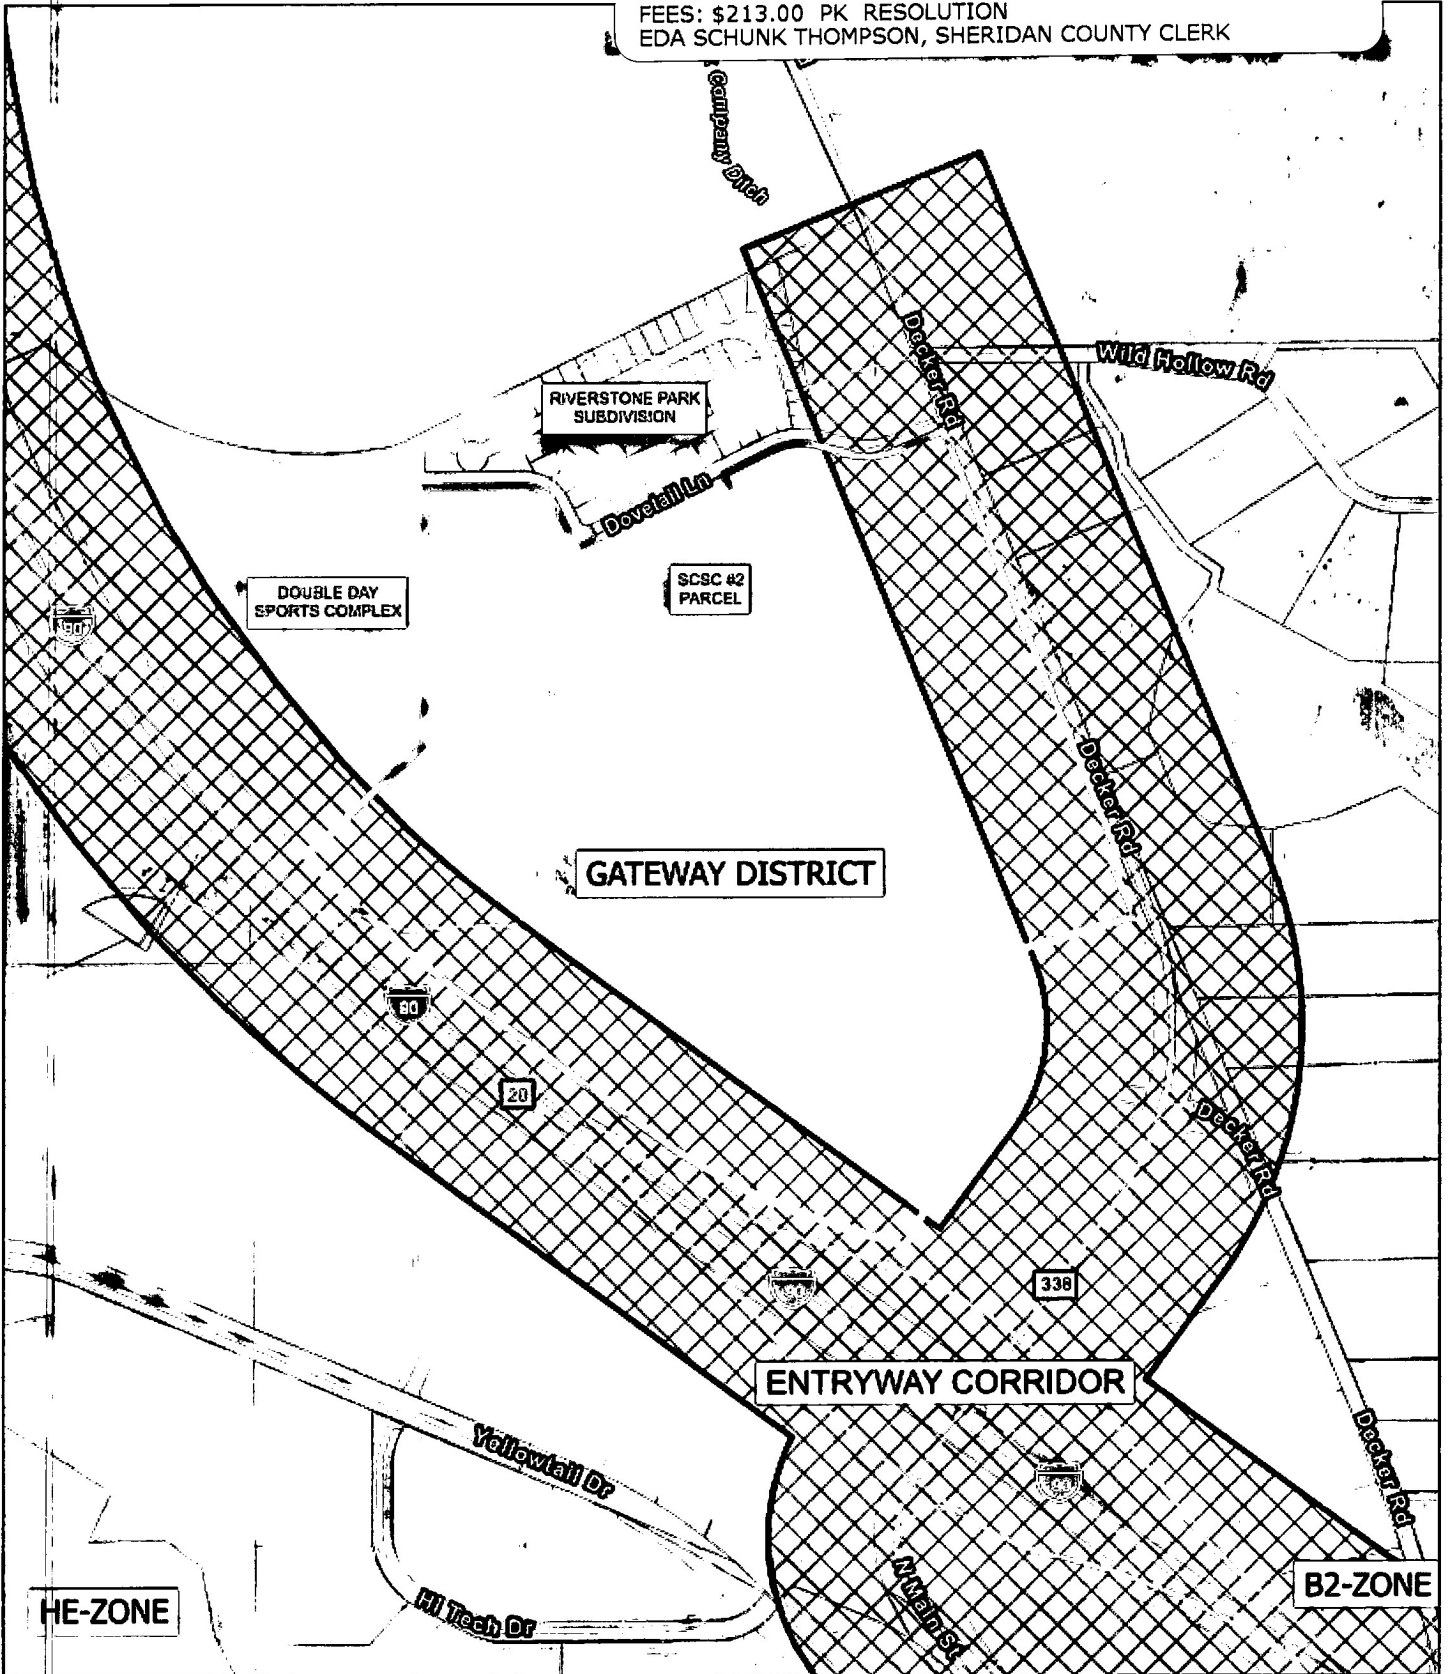 FEES: $213.00 PK RESOLUTION
EDA SCHUNK THOMPSON, SHERIDAN COUNTY CLERK
Company Ditch
Decker Rd
Wild Hollow Rd
RIVERSTONE PARK
SUBDIVISION
Dovetail Ln
DOUBLE DAY
SPORTS COMPLEX
SCSC #2
PARCEL
90
Decker Rd
GATEWAY DISTRICT
90
20
Decker Rd
90
338
ENTRYWAY CORRIDOR
Yellowtail Dr
90
Decker Rd
N Main St
B2-ZONE
HE-ZONE
Hi Tech Dr